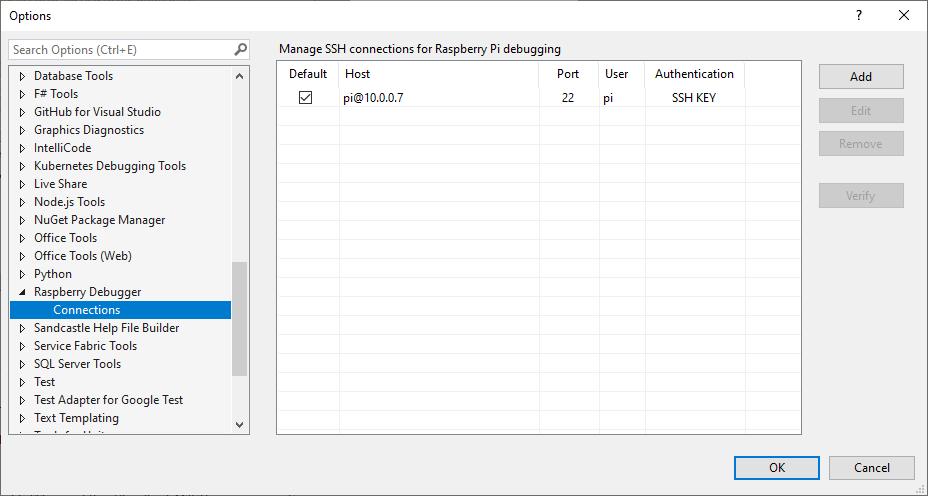 Options
Search Options (Ctrl+E)
Database Tools
F# Tools
GitHub for Visual Studio
Graphics Diagnostics
IntelliCode
Kubernetes Debugging Tools
Live Share
Node.js Tools
NuGet Package Manager
Office Tools
Office Tools (Web)
Python
Raspberry Debugger
Connections
Sandcastle Help File Builder
Service Fabric Tools
SQL Server Tools
Test
Test Adapter for Google Test
Text Templating
Manage SSH connections for Raspberry Pi debugging
Default Host Port User Authentication
pi@10.0.0.7 22 pi SSH KEY
Add
Edit
Remove
Verify
OK Cancel